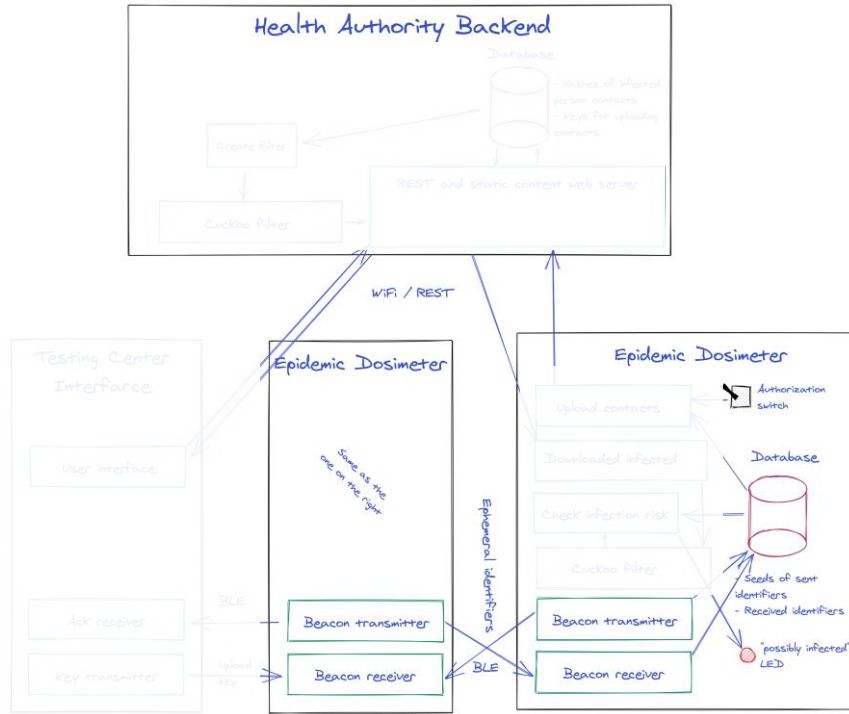 Health Authority Backend
Database
- Hashes of infected
person contacts
- Keys for uploading
contacts
Create filter
REST and static content web server
Cuckoo filter
WiFi / REST
Testing Center
Interfarce
User interface
Ack receiver
Key transmitter
BLE
Upload
key
Epidemic Dosimeter
Same as the
one on the right
Beacon transmitter
Beacon receiver
Ephemeral identifiers
BLE
Epidemic Dosimeter
Upload contacts
Authorization
switch
Downloaded infected
Database
Check infection risk
Cuckoo filter
- Seeds of sent
identifiers
- Received identifiers
Beacon transmitter
Beacon receiver
"possibly infected"
LED